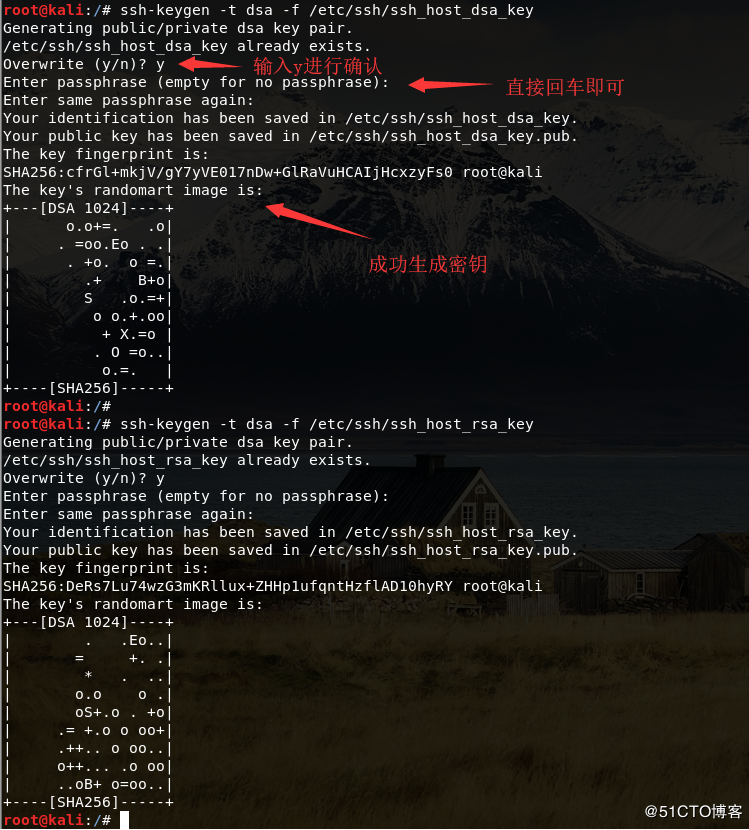 root@kali:/# ssh-keygen -t dsa -f /etc/ssh/ssh_host_dsa_key
Generating public/private dsa key pair.
/etc/ssh/ssh_host_dsa_key already exists.
Overwrite (y/n)? y
输入y进行确认
Enter passphrase (empty for no passphrase):
直接回车即可
Enter same passphrase again:
Your identification has been saved in /etc/ssh/ssh_host_dsa_key.
Your public key has been saved in /etc/ssh/ssh_host_dsa_key.pub.
The key fingerprint is:
SHA256:cfrGl+mkjV/gY7yVE017nDw+GlRaVuHCAIjHcxzyFs0 root@kali
The key's randomart image is:
成功生成密钥
+---[DSA 1024]----+
|      o.o+=.   .o|
|     . =oo.Eo . .|
|      . +o.  o =.|
|        .+    B+o|
|        S   .o.=+|
|         o o.+.oo|
|          + X.=o |
|         . O =o..|
|          o.=.   |
+----[SHA256]-----+
root@kali:/#
root@kali:/# ssh-keygen -t dsa -f /etc/ssh/ssh_host_rsa_key
Generating public/private dsa key pair.
/etc/ssh/ssh_host_rsa_key already exists.
Overwrite (y/n)? y
Enter passphrase (empty for no passphrase):
Enter same passphrase again:
Your identification has been saved in /etc/ssh/ssh_host_rsa_key.
Your public key has been saved in /etc/ssh/ssh_host_rsa_key.pub.
The key fingerprint is:
SHA256:DeRs7Lu74wzG3mKRllux+ZHHp1ufqntHzflAD10hyRY root@kali
The key's randomart image is:
+---[DSA 1024]----+
|        .   .Eo..|
|       =     +. .|
|        *   .  ..|
|       o.o    o .|
|       oS+.o . +o|
|     .= +.o o oo+|
|     .++.. o oo..|
|     o++... .o oo|
|     ..oB+ o=oo..|
+----[SHA256]-----+
root@kali:/#
@51CTO博客